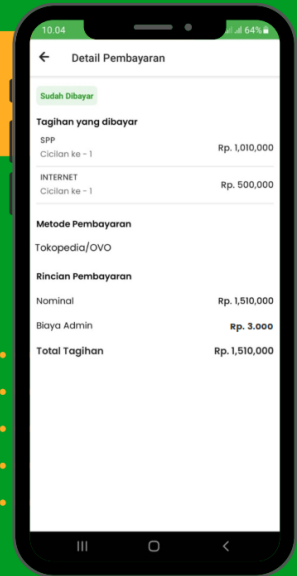 10.04
64%
Detail Pembayaran
Sudah Dibayar
Tagihan yang dibayar
SPP
Rp. 1,010,000
Cicilan ke - 1
INTERNET
Rp. 500,000
Cicilan ke - 1
Metode Pembayaran
Tokopedia/OVO
Rincian Pembayaran
Nominal Rp. 1,510,000
Biaya Admin Rp. 3.000
Total Tagihan Rp. 1,510,000